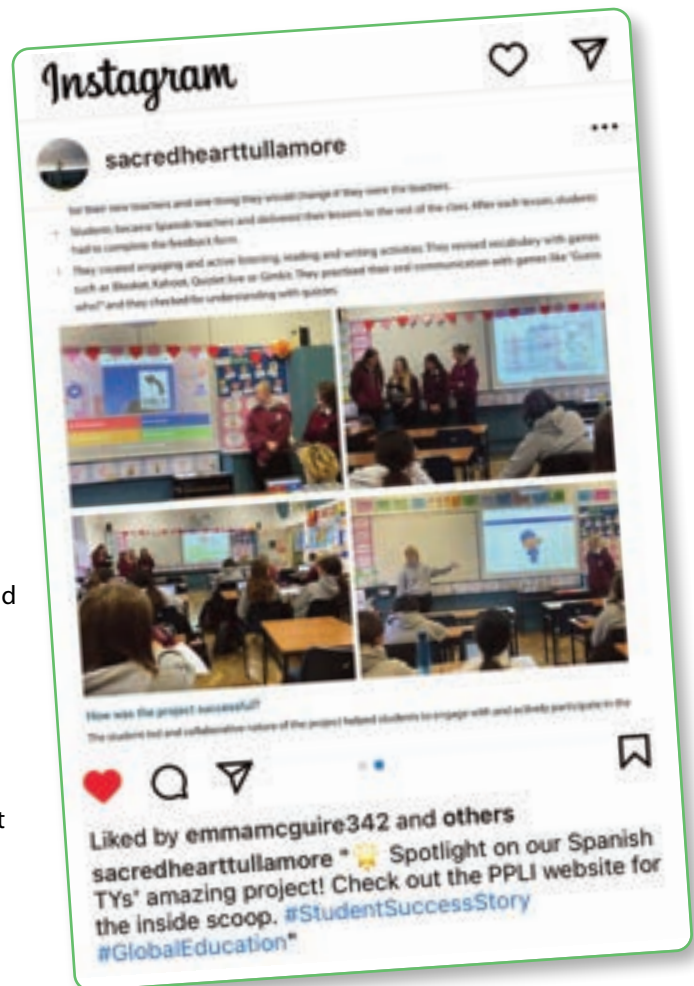 Instagram
sacredhearttullamore
for their new teachers and one thing they would change if they were the teachers.
Students became Spanish teachers and delivered their lessons to the rest of the class. After each lesson, students
had to complete the feedback form.
They created engaging and active listening, reading and writing activities. They revised vocabulary with games
such as Blooket, Kahoot, Quizlet live or Gimkit. They prioritised their oral communication with games like "Guess
who?" and they checked for understanding with quizzes.
How was the project successful?
The student led and collaborative nature of the project helped students to engage with and actively participate in the
Liked by emmamcguire342 and others
sacredhearttullamore " Spotlight on our Spanish
TYs' amazing project! Check out the PPLI website for
the inside scoop. #StudentSuccessStory
#GlobalEducation"
d
t